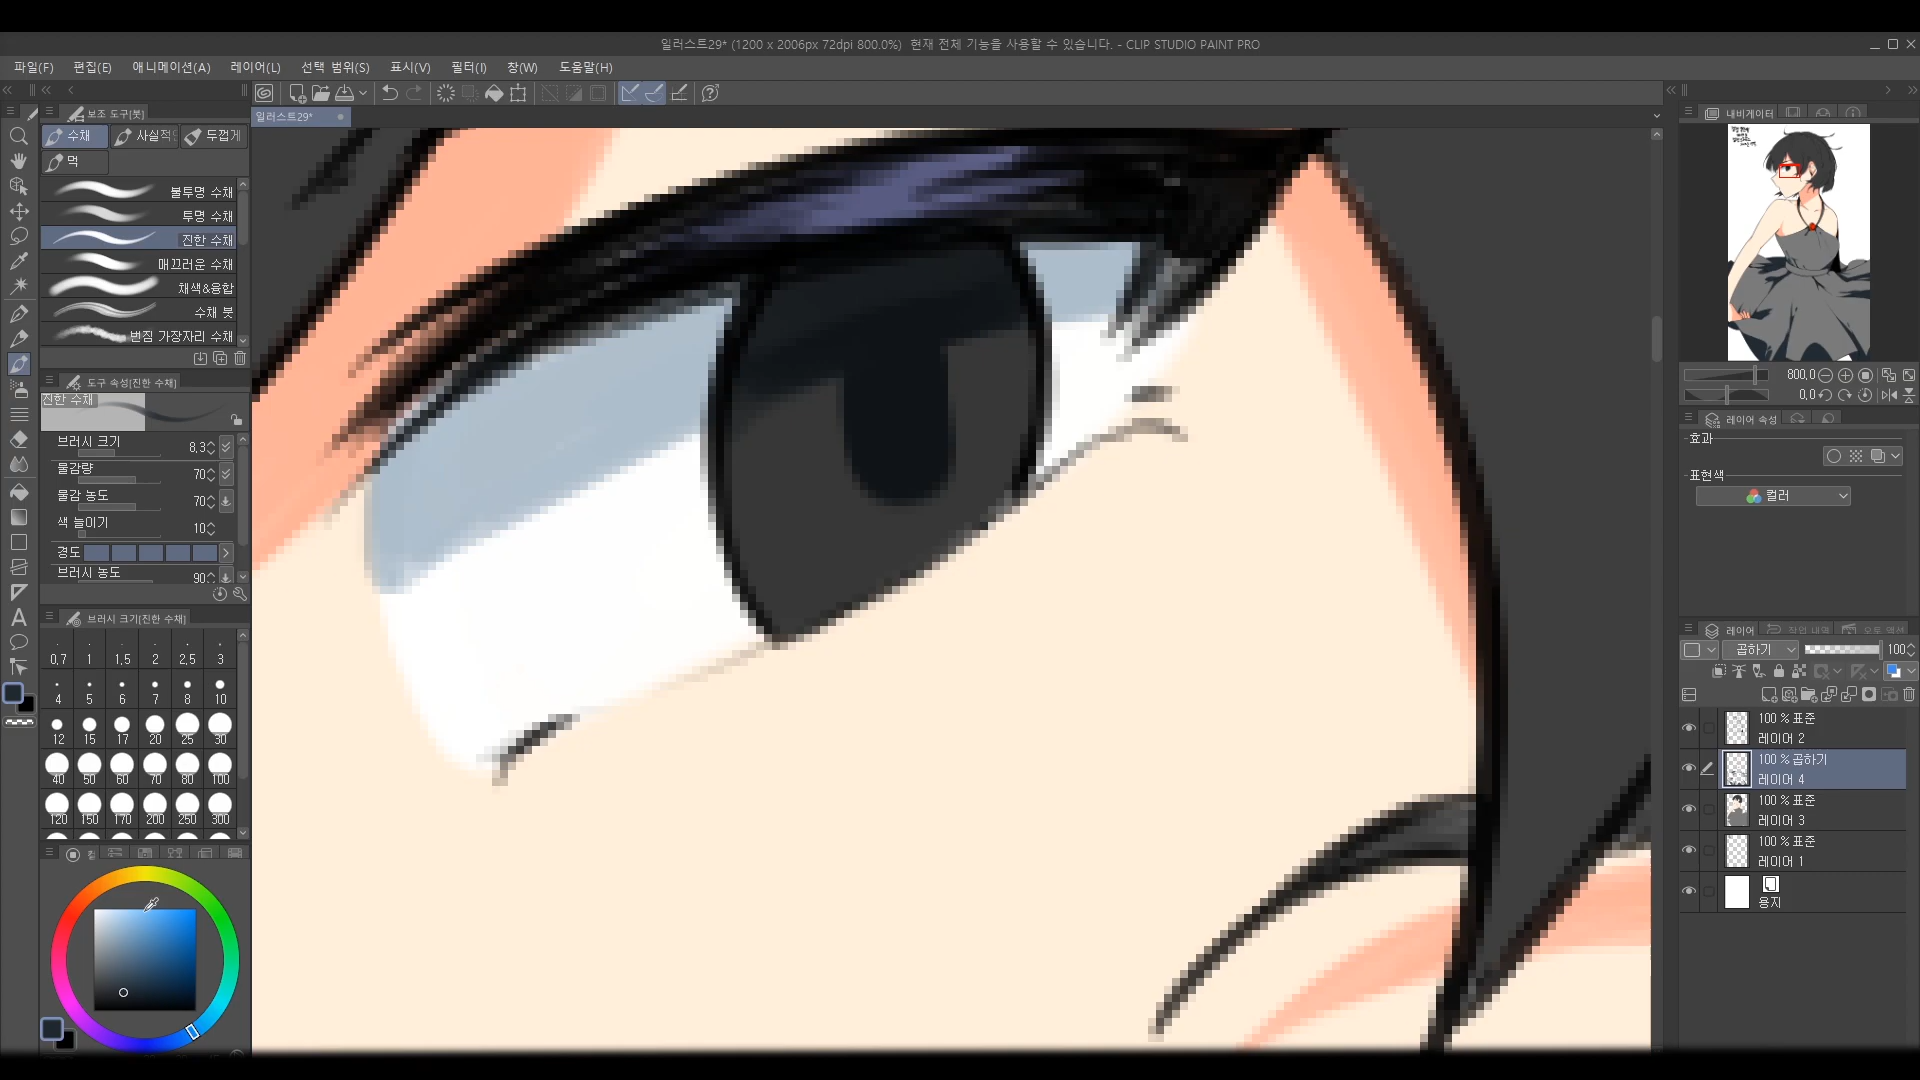 일러스트29* (1200 x 2006px 72dpi 800.0%)  현재 전체 기능을 사용할 수 있습니다. - CLIP STUDIO PAINT PRO
파일(F) 편집(E) 애니메이션(A) 레이어(L) 선택 범위(S) 표시(V) 필터(I) 창(W) 도움말(H)
보조 도구[붓]
일러스트29*
내비게이터
수채 사실적인 두껍게
먹
불투명 수채
투명 수채
진한 수채
매끄러운 수채
채색&융합
수채 붓
번짐 가장자리 수채
도구 속성[진한 수채]
진한 수채
브러시 크기 8.3
물감량 70
물감 농도 70
색 늘이기 10
경도
브러시 농도 90
브러시 크기[진한 수채]
0.7 1 1.5 2 2.5 3
4 5 6 7 8 10
12 15 17 20 25 30
40 50 60 70 80 100
120 150 170 200 250 300
컬
800.0
0.0
레이어 속성
효과
표현색
컬러
레이어 작업 내역 오토 액션
곱하기 100
100 % 표준
레이어 2
100 % 곱하기
레이어 4
100 % 표준
레이어 3
100 % 표준
레이어 1
용지